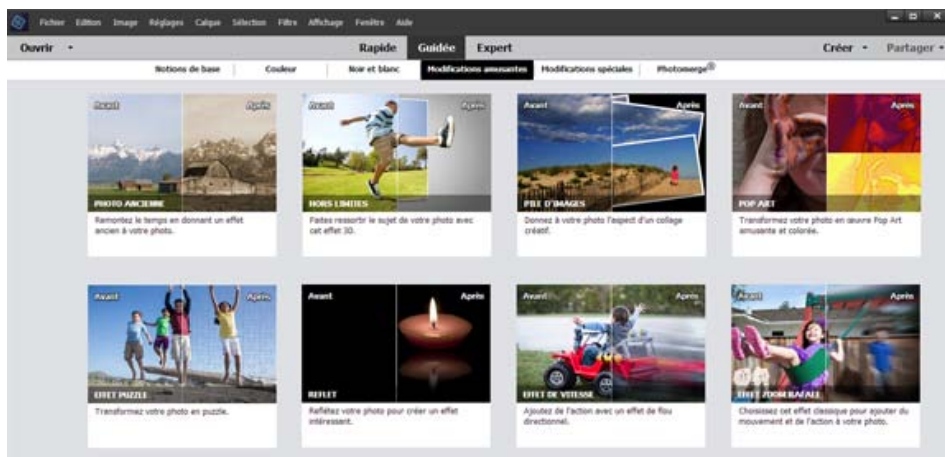 Fichier Edition Image Réglages Calque Sélection Filtre Affichage Fenêtre Aide
Ouvrir Rapide Guidée Expert Créer Partager
Notions de base Couleur Noir et blanc Modifications amusantes Modifications spéciales Photomerge®
Avant Après Avant Après Avant Après Avant Après
PHOTO ANCIENNE HORS LIMITES PILE D'IMAGES POP ART
Remontez le temps en donnant un effet
ancien à votre photo.
Faites ressortir le sujet de votre photo avec
cet effet 3D.
Donnez à votre photo l'aspect d'un collage
créatif.
Transformez votre photo en œuvre Pop Art
amusante et colorée.
Avant Après Avant Après Avant Après Avant Après
EFFET PUZZLE REFLET EFFET DE VITESSE EFFET ZOOM RAFALE
Transformez votre photo en puzzle.
Reflétez votre photo pour créer un effet
intéressant.
Ajoutez de l'action avec un effet de flou
directionnel.
Choisissez cet effet classique pour ajouter du
mouvement et de l'action à votre photo.